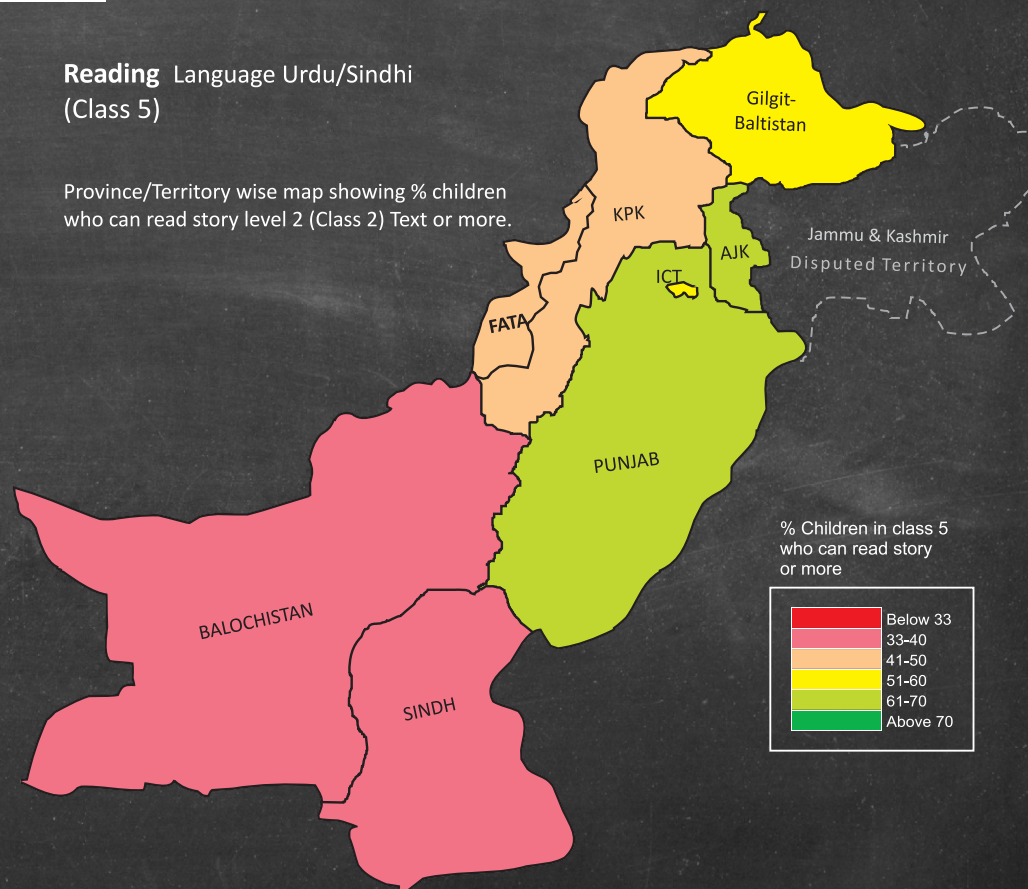 Reading Language Urdu/Sindhi
(Class 5)
Province/Territory wise map showing % children
who can read story level 2 (Class 2) Text or more.
Gilgit-
Baltistan
KPK
AJK
Jammu & Kashmir
Disputed Territory
ICT
FATA
PUNJAB
BALOCHISTAN
SINDH
% Children in class 5
who can read story
or more
Below 33
33-40
41-50
51-60
61-70
Above 70